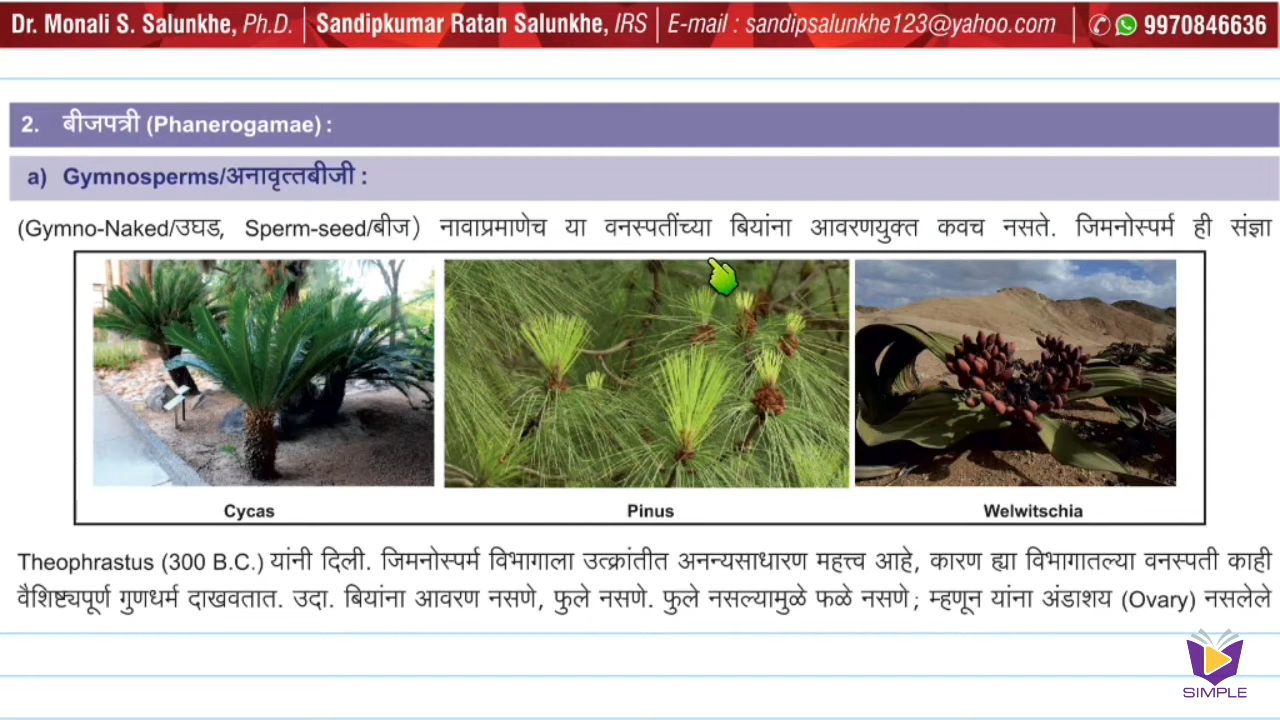 Dr. Monali S. Salunkhe, Ph.D. | Sandipkumar Ratan Salunkhe, IRS | E-mail : sandipsalunkhe123@yahoo.com | 9970846636
2. बीजपत्री (Phanerogamae) :
a) Gymnosperms/अनावृत्तबीजी :
(Gymno-Naked/उघड, Sperm-seed/बीज) नावाप्रमाणेच या वनस्पतींच्या बियांना आवरणयुक्त कवच नसते. जिमनोस्पर्म ही संज्ञा
Cycas Pinus Welwitschia
Theophrastus (300 B.C.) यांनी दिली. जिमनोस्पर्म विभागाला उत्क्रांतीत अनन्यसाधारण महत्त्व आहे, कारण ह्या विभागातल्या वनस्पती काही
वैशिष्ट्यपूर्ण गुणधर्म दाखवतात. उदा. बियांना आवरण नसणे, फुले नसणे. फुले नसल्यामुळे फळे नसणे ; म्हणून यांना अंडाशय (Ovary) नसलेले
SIMPLE